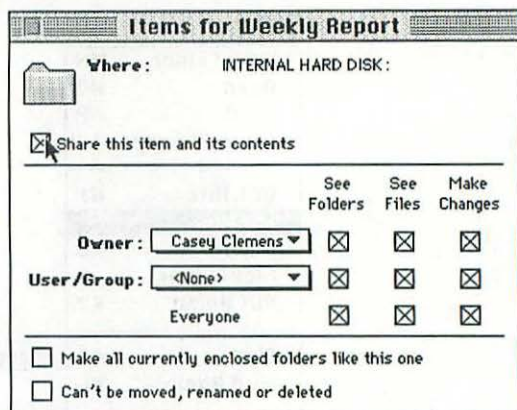 Items for Weekly Report
Where: INTERNAL HARD DISK:
Share this item and its contents
See Folders See Files Make Changes
Owner: Casey Clemens
User/Group: <None>
Everyone
Make all currently enclosed folders like this one
Can't be moved, renamed or deleted